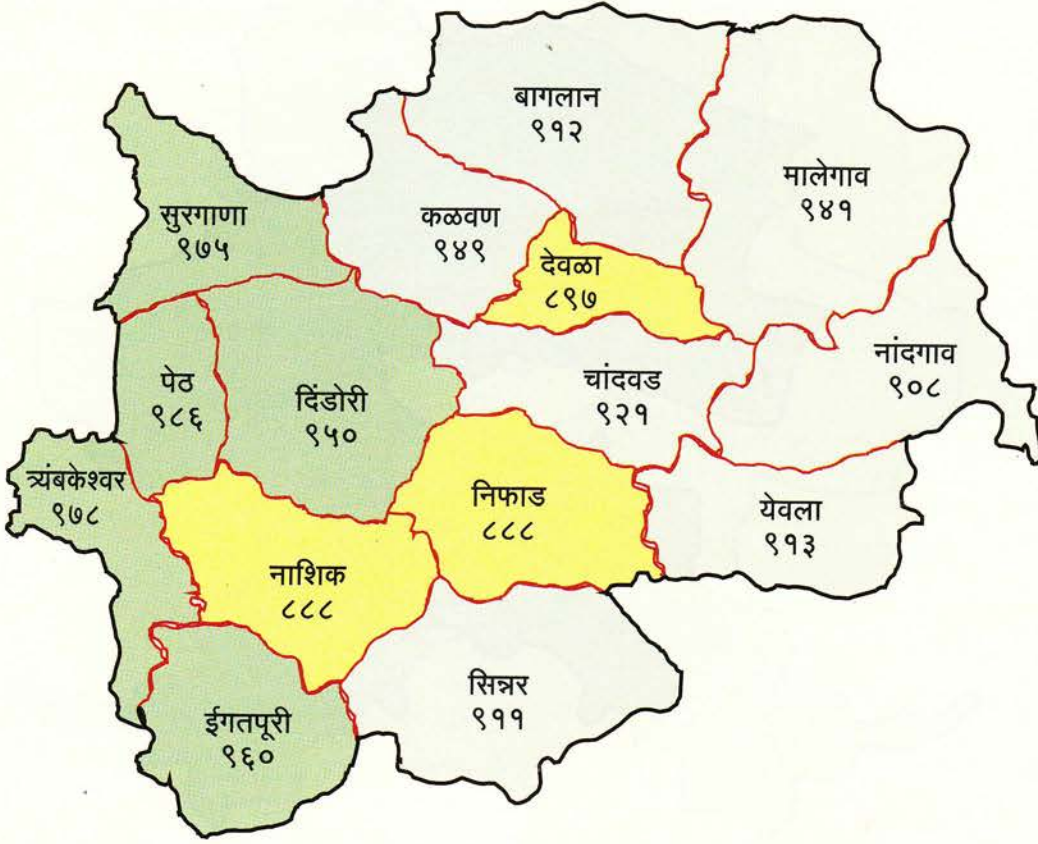 बागलान
९१२
मालेगाव
९४१
सुरगाणा
९७५
कळवण
९४९
देवळा
८९७
नांदगाव
९०८
पेठ
९८६
दिंडोरी
९५०
चांदवड
९२१
त्र्यंबकेश्वर
९७८
निफाड
८८८
येवला
९१३
नाशिक
८८८
सिन्नर
९११
ईगतपूरी
९६०